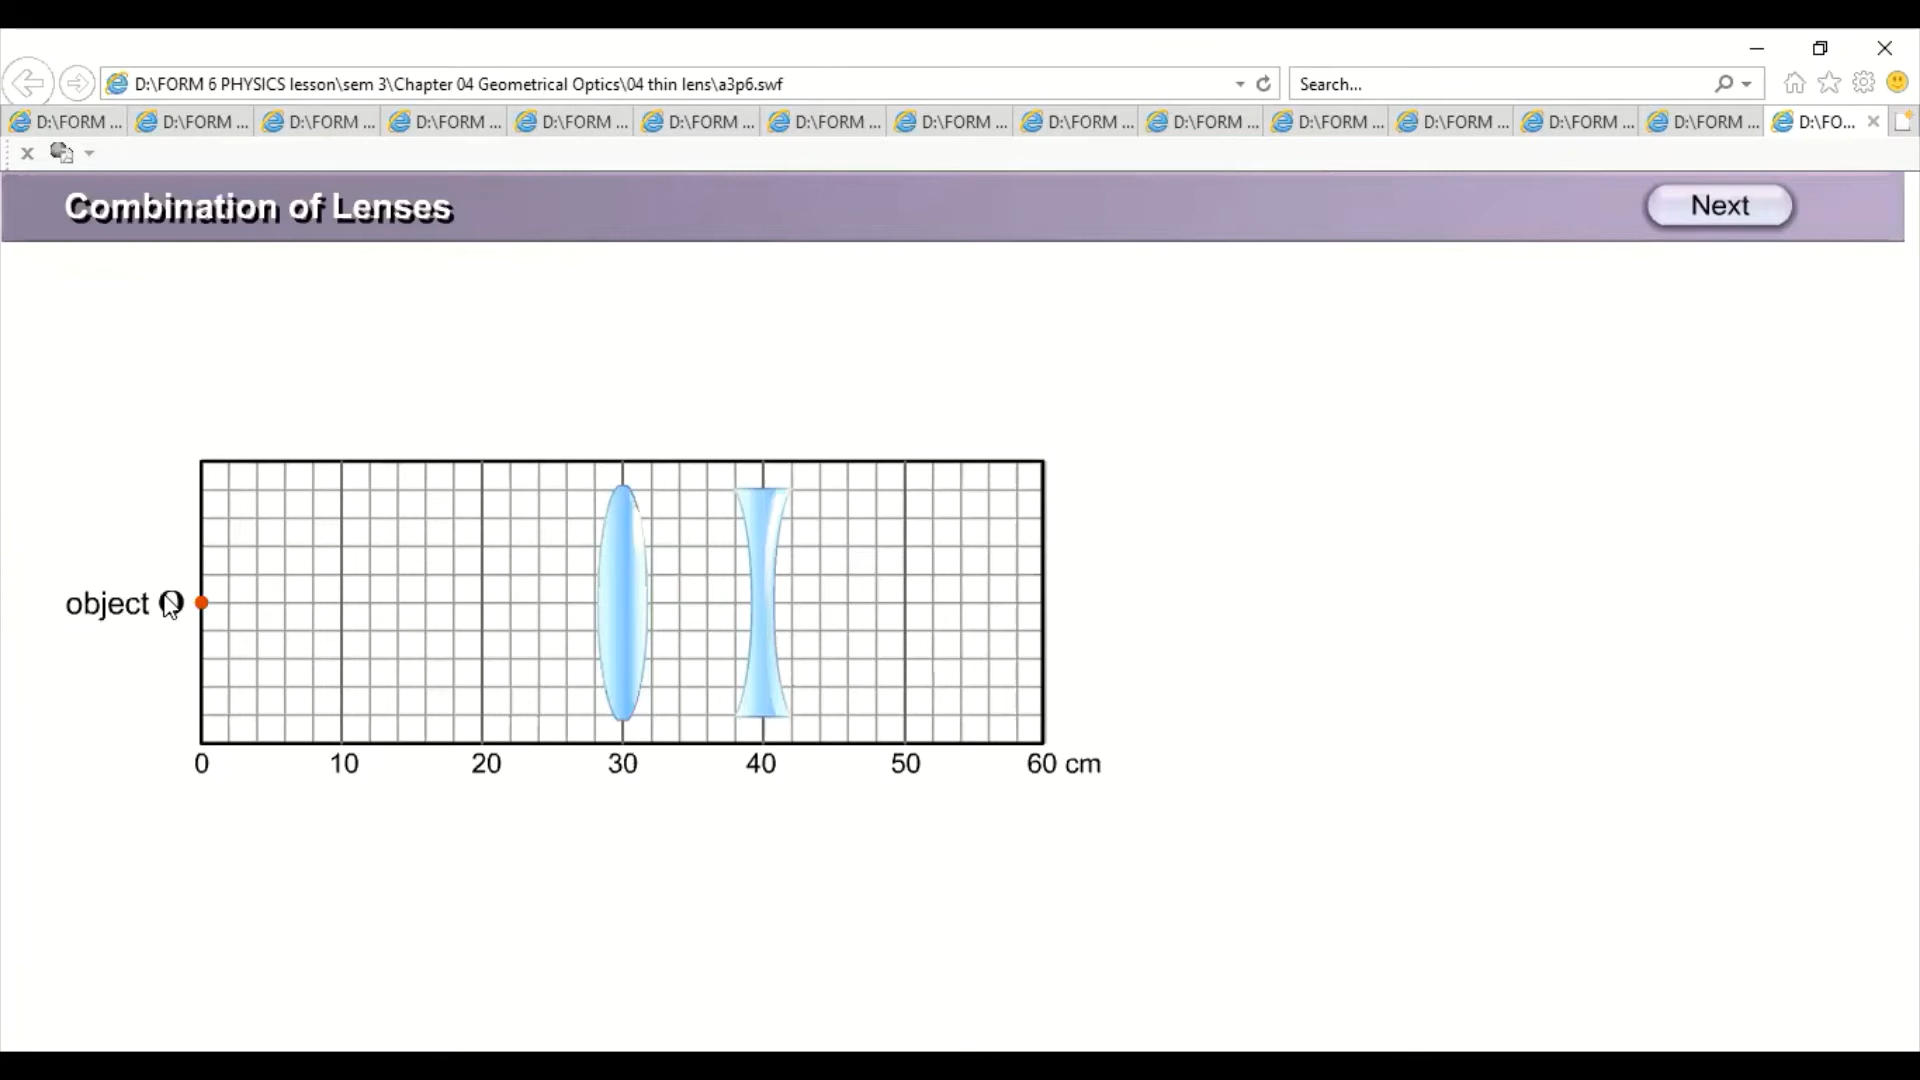 D:\FORM 6 PHYSICS lesson\sem 3\Chapter 04 Geometrical Optics\04 thin lens\a3p6.swf Search...
D:\FORM ... D:\FORM ... D:\FORM ... D:\FORM ... D:\FORM ... D:\FORM ... D:\FORM ... D:\FORM ... D:\FORM ... D:\FORM ... D:\FORM ... D:\FORM ... D:\FORM ... D:\FORM ... D:\FO...
Combination of Lenses Next
object O
0 10 20 30 40 50 60 cm